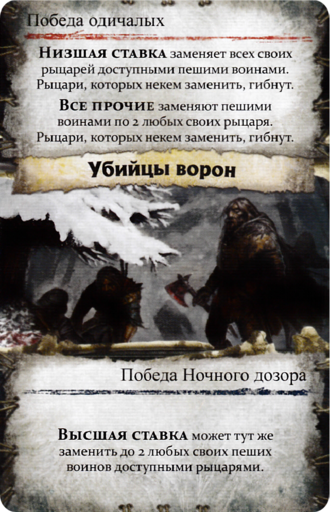 Победа одичалых
Низшая ставка заменяет всех своих
рыцарей доступными пешими воинами.
Рыцари, которых некем заменить, гибнут.
Все прочие заменяют пешими
воинами по 2 любых своих рыцаря.
Рыцари, которых некем заменить, гибнут.
Убийцы ворон
Победа Ночного дозора
Высшая ставка может тут же
заменить до 2 любых своих пеших
воинов доступными рыцарями.